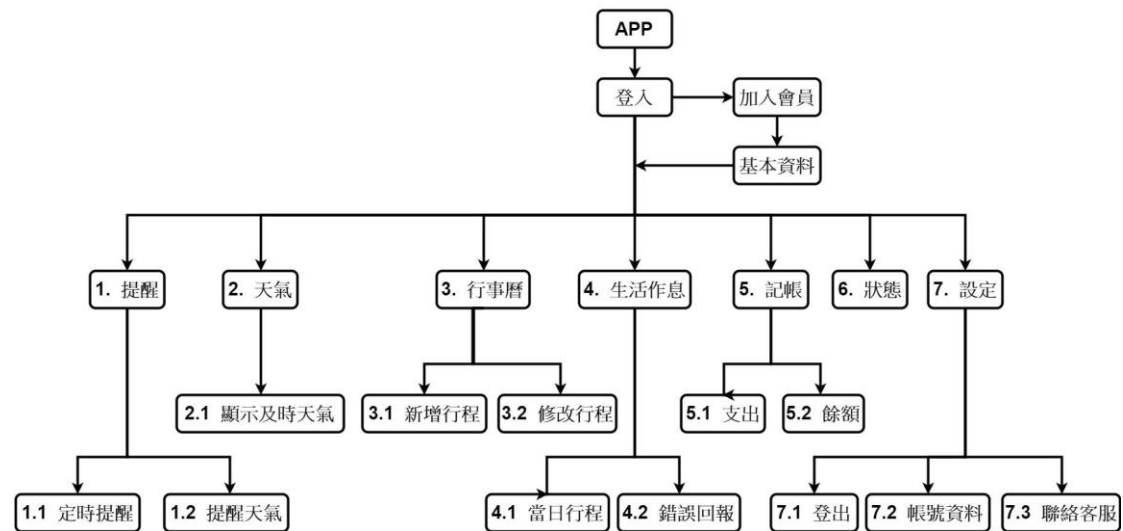 APP
登入
加入會員
基本資料
1. 提醒
2. 天氣
3. 行事曆
4. 生活作息
5. 記帳
6. 狀態
7. 設定
2.1 顯示及時天氣
3.1 新增行程
3.2 修改行程
5.1 支出
5.2 餘額
1.1 定時提醒
1.2 提醒天氣
4.1 當日行程
4.2 錯誤回報
7.1 登出
7.2 帳號資料
7.3 聯絡客服